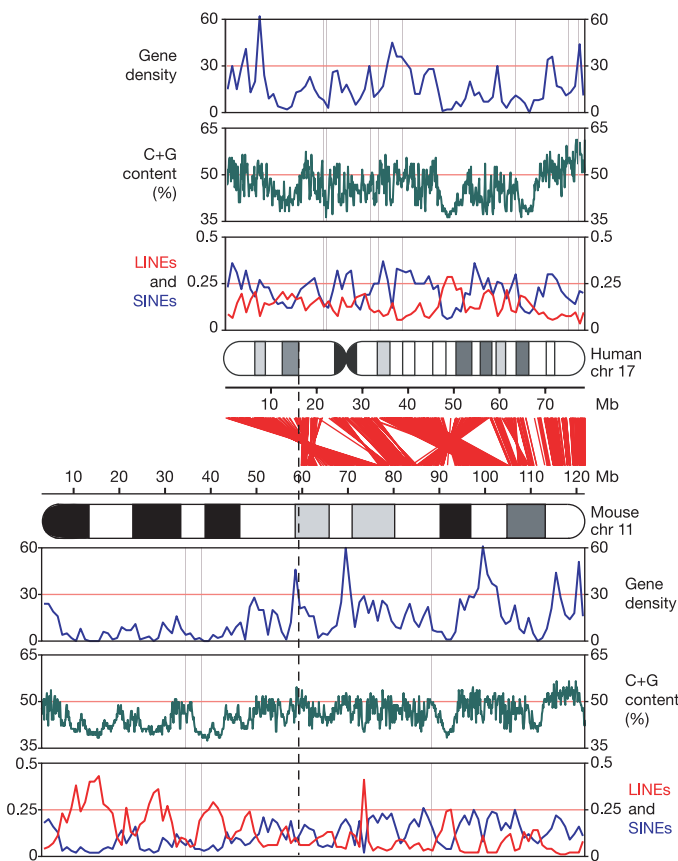 60 60
Gene
density
30 30
0 0
65 65
C+G
content
(%)
50 50
35 35
0.5 0.5
LINEs
and
SINEs
0.25 0.25
0 0
Human
chr 17
10 20 30 40 50 60 70 Mb
10 20 30 40 50 60 70 80 90 100 110 120 Mb
Mouse
chr 11
60 60
Gene
density
30 30
0 0
65 65
C+G
content
(%)
50 50
35 35
0.5 0.5
LINEs
and
SINEs
0.25 0.25
0 0